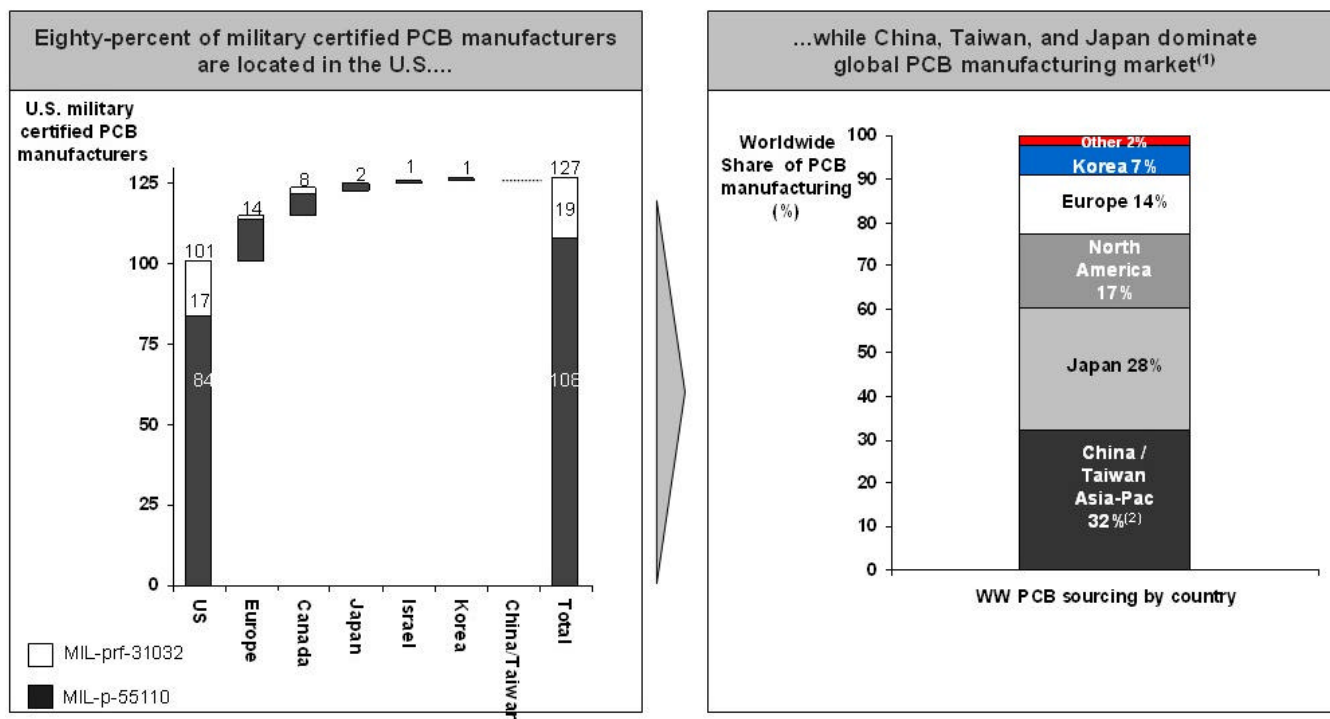 Eighty-percent of military certified PCB manufacturers
are located in the U.S....
U.S. military
certified PCB
manufacturers
125
100
75
50
25
0
101
17
84
14
8
2
1
1
127
19
108
US
Europe
Canada
Japan
Israel
Korea
China/Taiwan
Total
MIL-prf-31032
MIL-p-55110
...while China, Taiwan, and Japan dominate
global PCB manufacturing market(1)
Worldwide
Share of PCB
manufacturing
(%)
100
90
80
70
60
50
40
30
20
10
0
Other 2%
Korea 7%
Europe 14%
North
America
17%
Japan 28%
China /
Taiwan
Asia-Pac
32%(2)
WW PCB sourcing by country